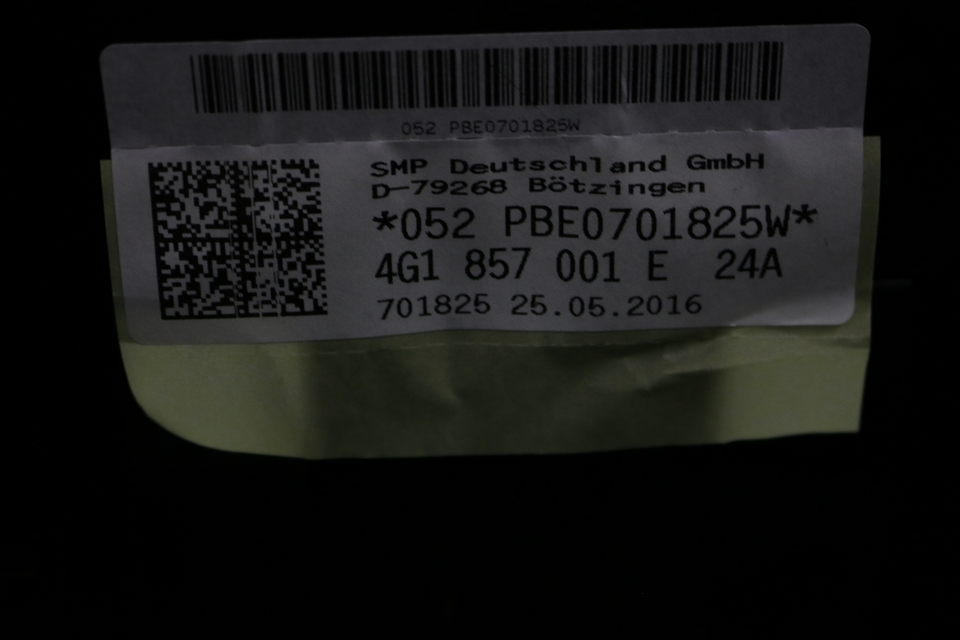 052 PBE0701825W
SMP Deutschland GmbH
D-79268 Bötzingen
*052 PBE0701825W*
4G1 857 001 E 24A
701825 25.05.2016